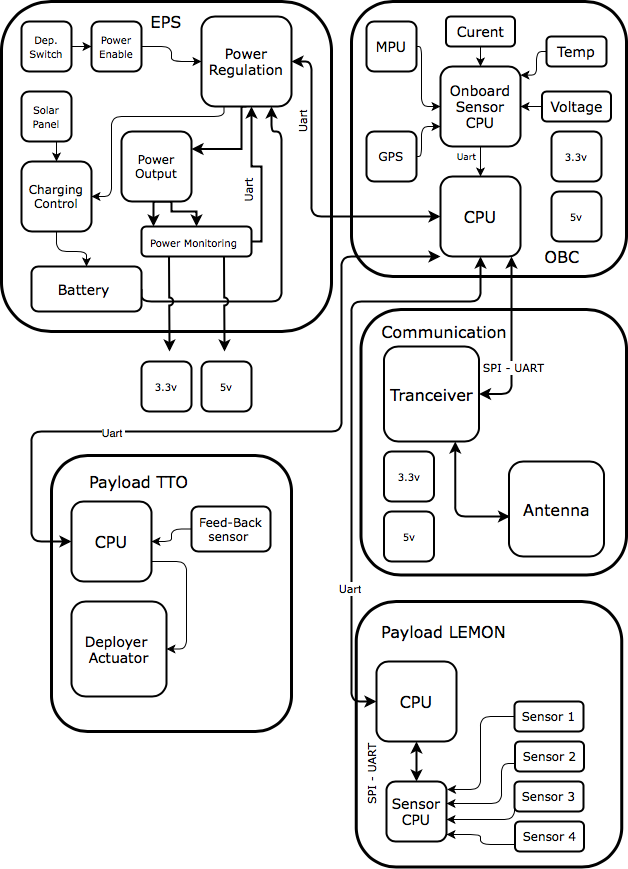 EPS
Dep.
Switch
Power
Enable
Power
Regulation
Solar
Panel
Charging
Control
Power
Output
Uart
Power Monitoring
Battery
3.3v
5v
Uart
MPU
Curent
Temp
Onboard
Sensor
CPU
Voltage
GPS
Uart
3.3v
CPU
5v
OBC
Communication
Tranceiver
SPI - UART
3.3v
5v
Antenna
Uart
Payload TTO
CPU
Feed-Back
sensor
Deployer
Actuator
Uart
Payload LEMON
CPU
SPI - UART
Sensor
CPU
Sensor 1
Sensor 2
Sensor 3
Sensor 4